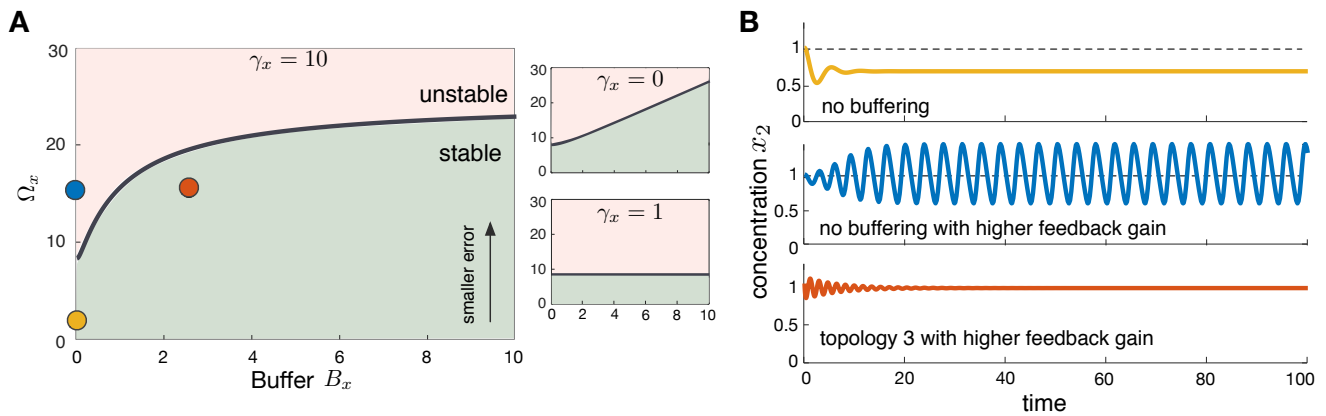 A
30
20
10
0
Ωₓ
γₓ = 10
unstable
stable
smaller error
0 2 4 6 8 10
Buffer Bₓ
30
20
10
0
γₓ = 0
30
20
10
0
γₓ = 1
0 2 4 6 8 10
B
concentration x₂
1
0.5
0
no buffering
1
0.5
0
no buffering with higher feedback gain
1
0.5
0
topology 3 with higher feedback gain
0 20 40 60 80 100
time